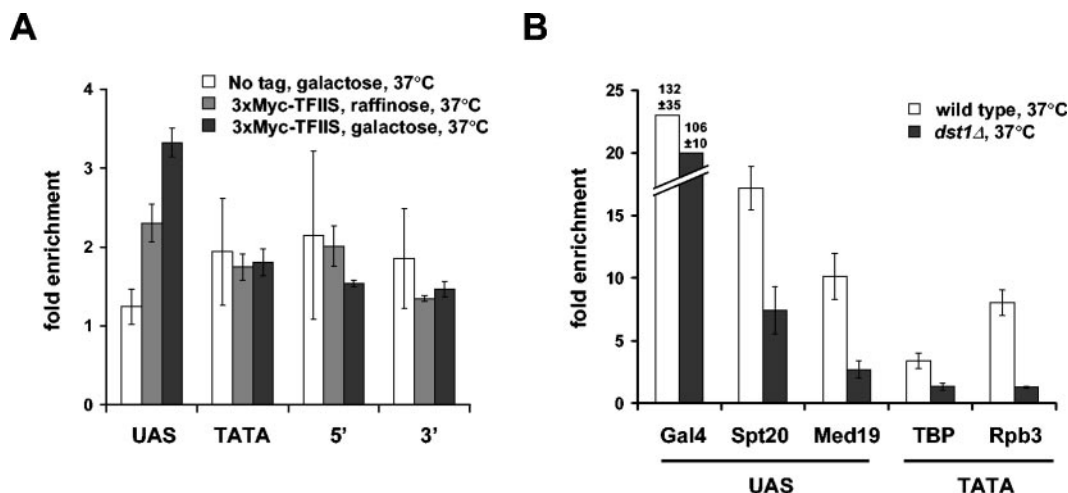 A
No tag, galactose, 37°C
3xMyc-TFIIS, raffinose, 37°C
3xMyc-TFIIS, galactose, 37°C
fold enrichment
4
3
2
1
0
UAS TATA 5’ 3’
B
wild type, 37°C
dst1Δ, 37°C
132
±35
106
±10
fold enrichment
25
20
15
10
5
0
Gal4 Spt20 Med19 TBP Rpb3
UAS TATA